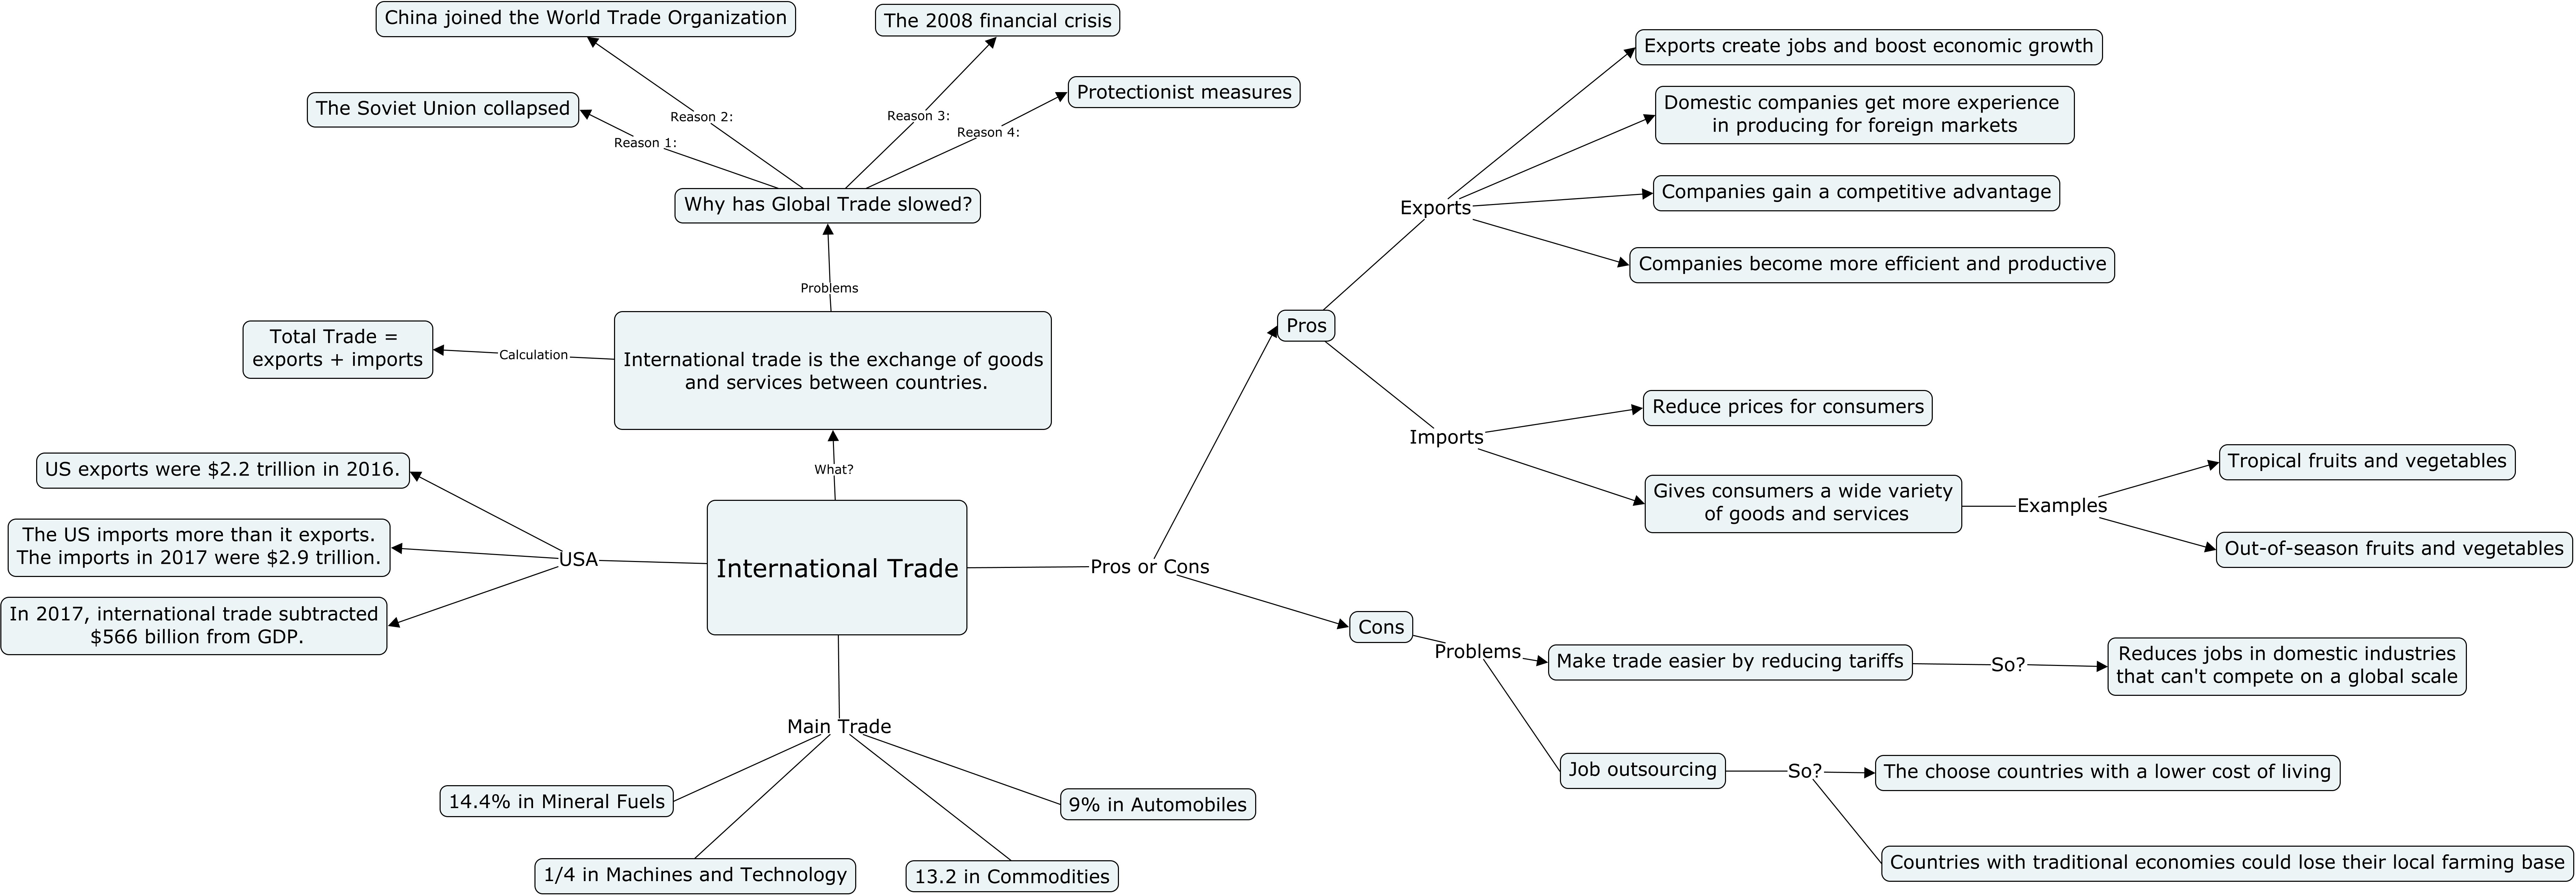 China joined the World Trade Organization
The 2008 financial crisis
The Soviet Union collapsed
Protectionist measures
Reason 2:
Reason 3:
Reason 4:
Reason 1:
Why has Global Trade slowed?
Problems
Total Trade =
exports + imports
Calculation
International trade is the exchange of goods
and services between countries.
What?
US exports were $2.2 trillion in 2016.
The US imports more than it exports.
The imports in 2017 were $2.9 trillion.
In 2017, international trade subtracted
$566 billion from GDP.
USA
International Trade
Pros or Cons
Main Trade
14.4% in Mineral Fuels
9% in Automobiles
1/4 in Machines and Technology
13.2 in Commodities
Pros
Exports
Exports create jobs and boost economic growth
Domestic companies get more experience
in producing for foreign markets
Companies gain a competitive advantage
Companies become more efficient and productive
Imports
Reduce prices for consumers
Gives consumers a wide variety
of goods and services
Examples
Tropical fruits and vegetables
Out-of-season fruits and vegetables
Cons
Problems
Make trade easier by reducing tariffs
So?
Reduces jobs in domestic industries
that can't compete on a global scale
Job outsourcing
So?
The choose countries with a lower cost of living
Countries with traditional economies could lose their local farming base